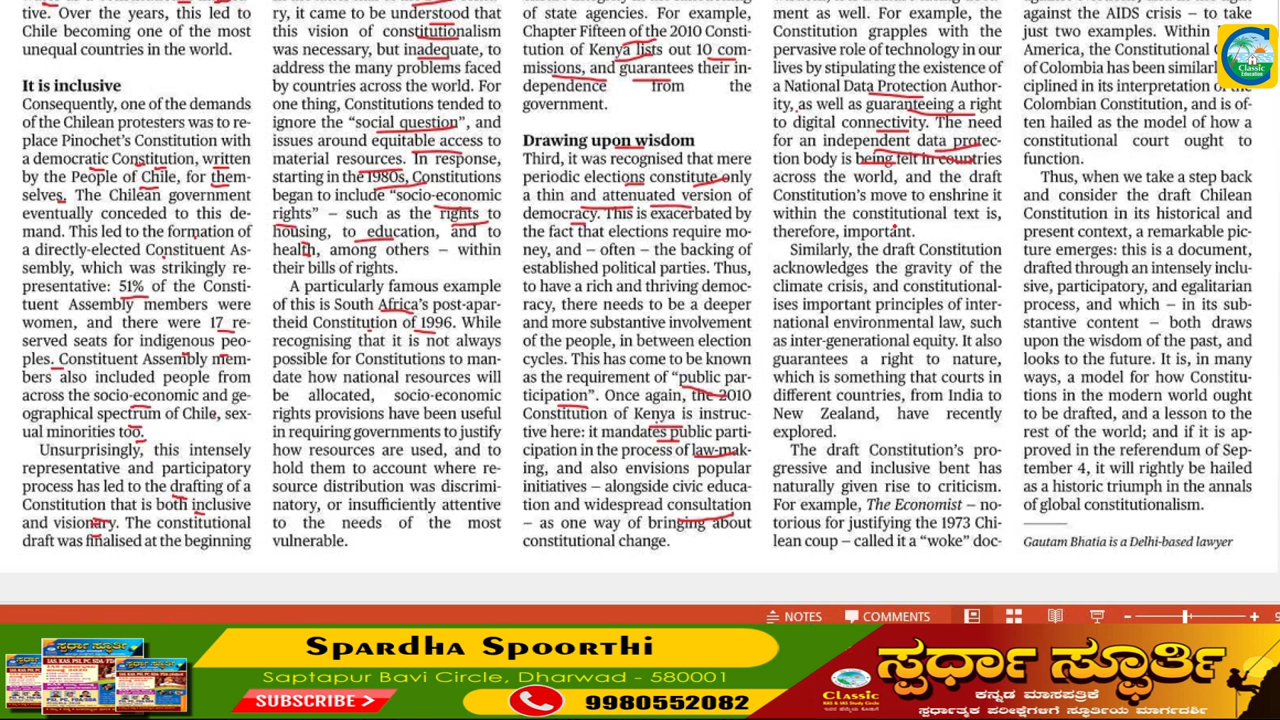 tive. Over the years, this led to
Chile becoming one of the most
unequal countries in the world.
It is inclusive
Consequently, one of the demands
of the Chilean protesters was to re-
place Pinochet's Constitution with
a democratic Constitution, written
by the People of Chile, for them-
selves. The Chilean government
eventually conceded to this de-
mand. This led to the formation of
a directly-elected Constituent As-
sembly, which was strikingly re-
presentative: 51% of the Consti-
tuent Assembly members were
women, and there were 17 re-
served seats for indigenous peo-
ples. Constituent Assembly mem-
bers also included people from
across the socio-economic and ge-
ographical spectrum of Chile, sex-
ual minorities too.
Unsurprisingly, this intensely
representative and participatory
process has led to the drafting of a
Constitution that is both inclusive
and visionary. The constitutional
draft was finalised at the beginning
ry, it came to be understood that
this vision of constitutionalism
was necessary, but inadequate, to
address the many problems faced
by countries across the world. For
one thing, Constitutions tended to
ignore the "social question", and
issues around equitable access to
material resources. In response,
starting in the 1980s, Constitutions
began to include "socio-economic
rights" – such as the rights to
housing, to education, and to
health, among others – within
their bills of rights.
A particularly famous example
of this is South Africa's post-apar-
theid Constitution of 1996. While
recognising that it is not always
possible for Constitutions to man-
date how national resources will
be allocated, socio-economic
rights provisions have been useful
in requiring governments to justify
how resources are used, and to
hold them to account where re-
source distribution was discrimi-
natory, or insufficiently attentive
to the needs of the most
vulnerable.
of state agencies. For example,
Chapter Fifteen of the 2010 Consti-
tution of Kenya lists out 10 com-
missions, and guarantees their in-
dependence from the
government.
Drawing upon wisdom
Third, it was recognised that mere
periodic elections constitute only
a thin and attenuated version of
democracy. This is exacerbated by
the fact that elections require mo-
ney, and – often – the backing of
established political parties. Thus,
to have a rich and thriving democ-
racy, there needs to be a deeper
and more substantive involvement
of the people, in between election
cycles. This has come to be known
as the requirement of "public par-
ticipation". Once again, the 2010
Constitution of Kenya is instruc-
tive here: it mandates public parti-
cipation in the process of law-mak-
ing, and also envisions popular
initiatives – alongside civic educa-
tion and widespread consultation
– as one way of bringing about
constitutional change.
ment as well. For example, the
Constitution grapples with the
pervasive role of technology in our
lives by stipulating the existence of
a National Data Protection Author-
ity, as well as guaranteeing a right
to digital connectivity. The need
for an independent data protec-
tion body is being felt in countries
across the world, and the draft
Constitution's move to enshrine it
within the constitutional text is,
therefore, important.
Similarly, the draft Constitution
acknowledges the gravity of the
climate crisis, and constitutional-
ises important principles of inter-
national environmental law, such
as inter-generational equity. It also
guarantees a right to nature,
which is something that courts in
different countries, from India to
New Zealand, have recently
explored.
The draft Constitution's pro-
gressive and inclusive bent has
naturally given rise to criticism.
For example, The Economist – no-
torious for justifying the 1973 Chi-
lean coup – called it a "woke" doc-
against the AIDS crisis – to take
just two examples. Within
America, the Constitutional
of Colombia has been similarly
ciplined in its interpretation of the
Colombian Constitution, and is of-
ten hailed as the model of how a
constitutional court ought to
function.
Thus, when we take a step back
and consider the draft Chilean
Constitution in its historical and
present context, a remarkable pic-
ture emerges: this is a document,
drafted through an intensely inclu-
sive, participatory, and egalitarian
process, and which – in its sub-
stantive content – both draws
upon the wisdom of the past, and
looks to the future. It is, in many
ways, a model for how Constitu-
tions in the modern world ought
to be drafted, and a lesson to the
rest of the world; and if it is ap-
proved in the referendum of Sep-
tember 4, it will rightly be hailed
as a historic triumph in the annals
of global constitutionalism.
Gautam Bhatia is a Delhi-based lawyer
Classic
Education
NOTES
COMMENTS
Spardha Spoorthi
Saptapur Bavi Circle, Dharwad - 580001
SUBSCRIBE
9980552082
Classic
ಸ್ಪರ್ಧಾ ಸ್ಫೂರ್ತಿ
ಕನ್ನಡ ಮಾಸಪತ್ರಿಕೆ
ಸ್ಪರ್ಧಾತ್ಮಕ ಪರೀಕ್ಷೆಗಳಿಗೆ ಸ್ಫೂರ್ತಿಯ ಮಾರ್ಗದರ್ಶಿ